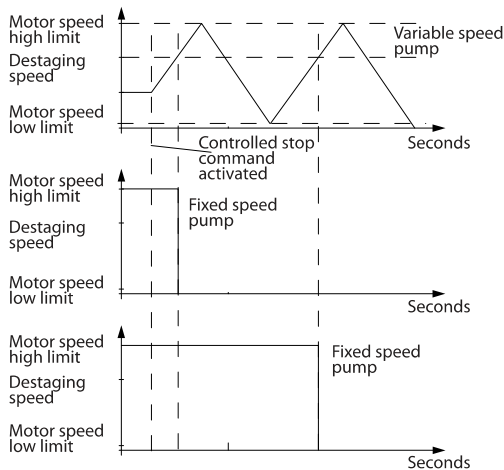 Motor speed
high limit
Variable speed
pump
Destaging
speed
Motor speed
low limit
Seconds
Controlled stop
command
activated
Motor speed
high limit
Fixed speed
pump
Destaging
speed
Motor speed
low limit
Seconds
Motor speed
high limit
Fixed speed
pump
Destaging
speed
Motor speed
low limit
Seconds